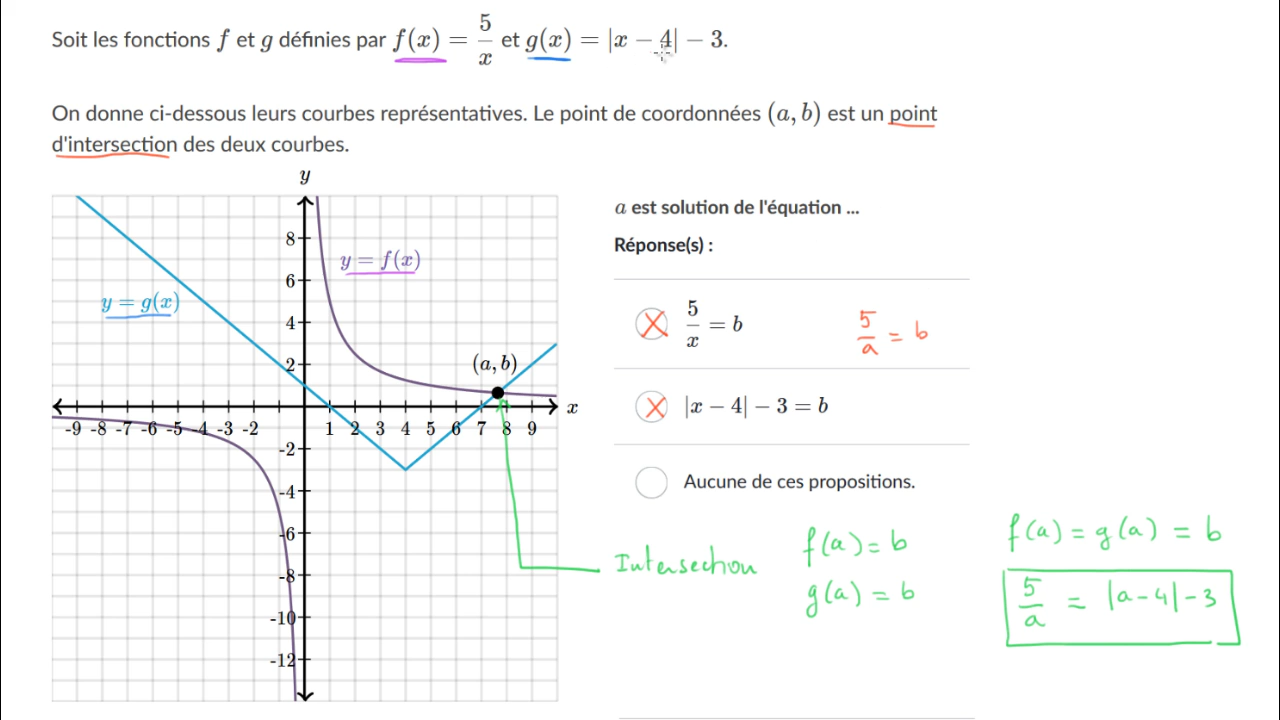 Soit les fonctions f et g définies par f(x) = 5/x et g(x) = |x − 4| − 3.
On donne ci-dessous leurs courbes représentatives. Le point de coordonnées (a, b) est un point
d'intersection des deux courbes.
y
8
6
4
2
-2
-4
-6
-8
-10
-12
-9 -8 -7 -6 -5 -4 -3 -2 1 2 3 4 5 6 7 8 9
x
y = f(x)
y = g(x)
(a, b)
a est solution de l'équation ...
Réponse(s) :
5/x = b
5/a = b
|x − 4| − 3 = b
Aucune de ces propositions.
Intersection
f(a) = b
g(a) = b
f(a) = g(a) = b
5/a = |a − 4| − 3